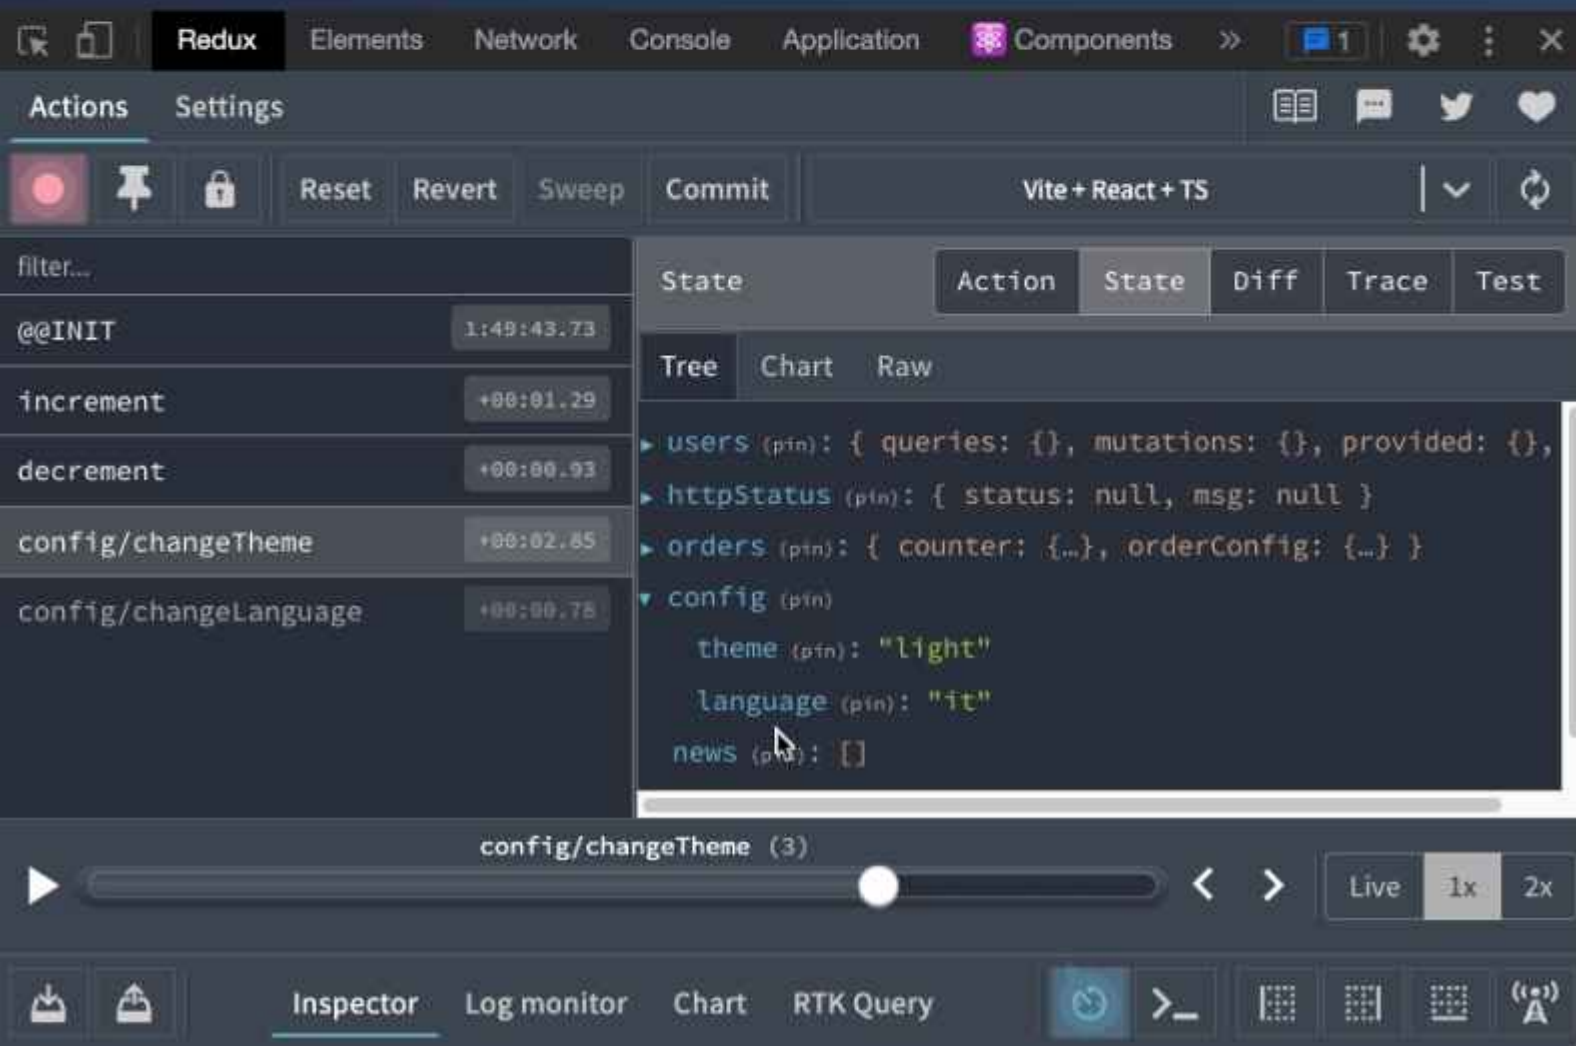 Redux Elements Network Console Application Components » 1
Actions Settings
Reset Revert Sweep Commit Vite + React + TS
filter...
State Action State Diff Trace Test
@@INIT 1:49:43.73
Tree Chart Raw
increment +00:01.29
users (pin): { queries: {}, mutations: {}, provided: {},
decrement +00:00.93
httpStatus (pin): { status: null, msg: null }
config/changeTheme +00:02.85
orders (pin): { counter: {…}, orderConfig: {…} }
config/changeLanguage +00:00.78
config (pin)
theme (pin): "light"
language (pin): "it"
news (pin): []
config/changeTheme (3)
Live 1x 2x
Inspector Log monitor Chart RTK Query